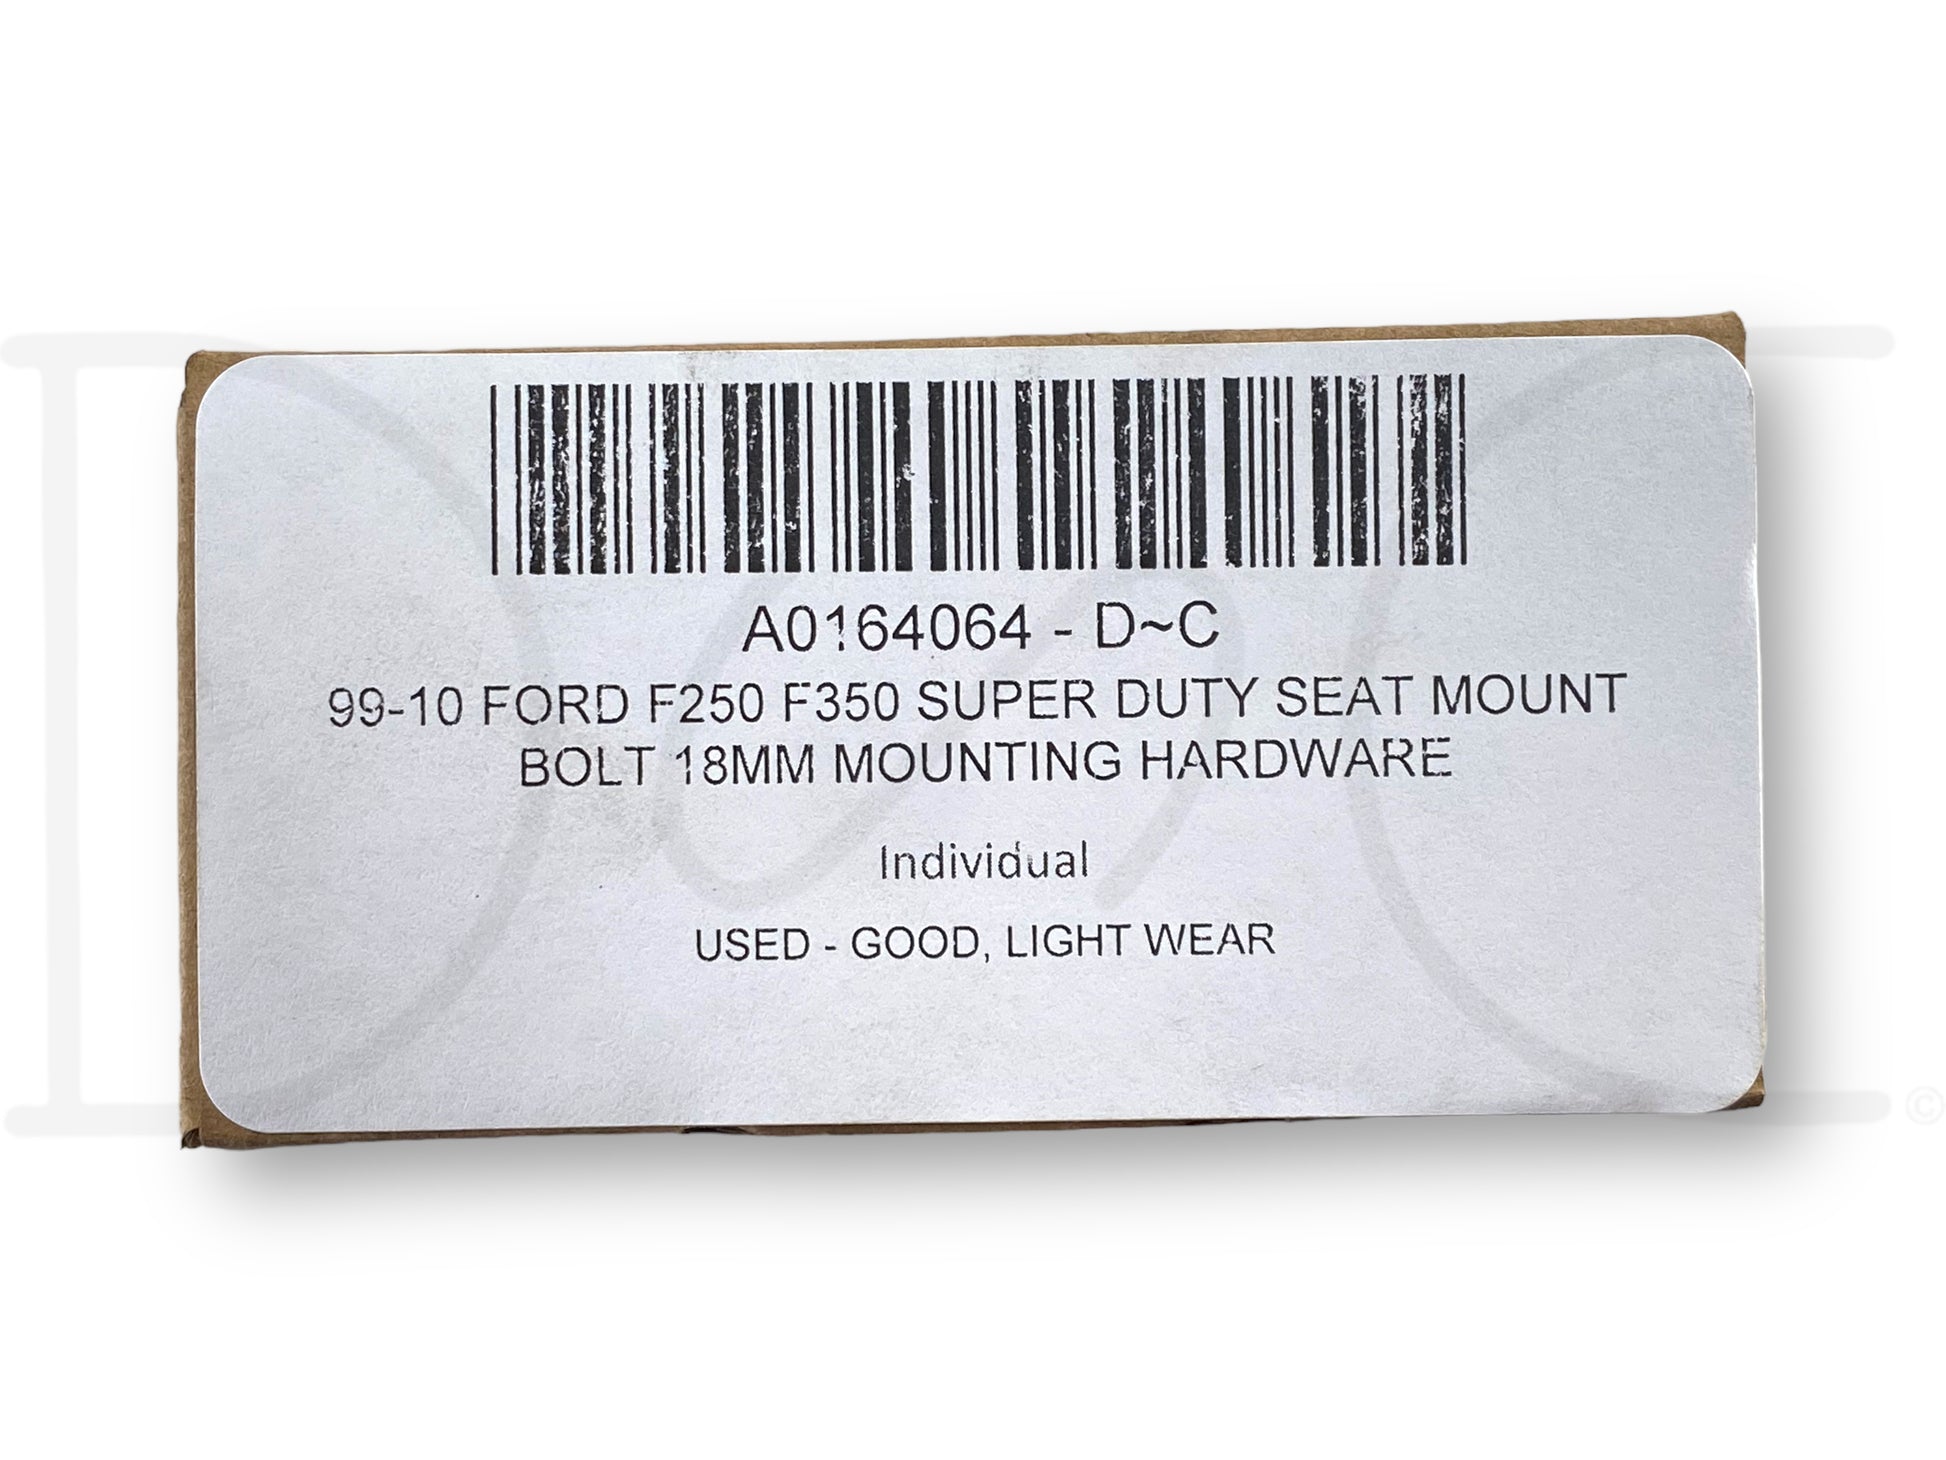 A0164064 - D~C
99-10 FORD F250 F350 SUPER DUTY SEAT MOUNT
BOLT 18MM MOUNTING HARDWARE
Individual
USED - GOOD, LIGHT WEAR
©